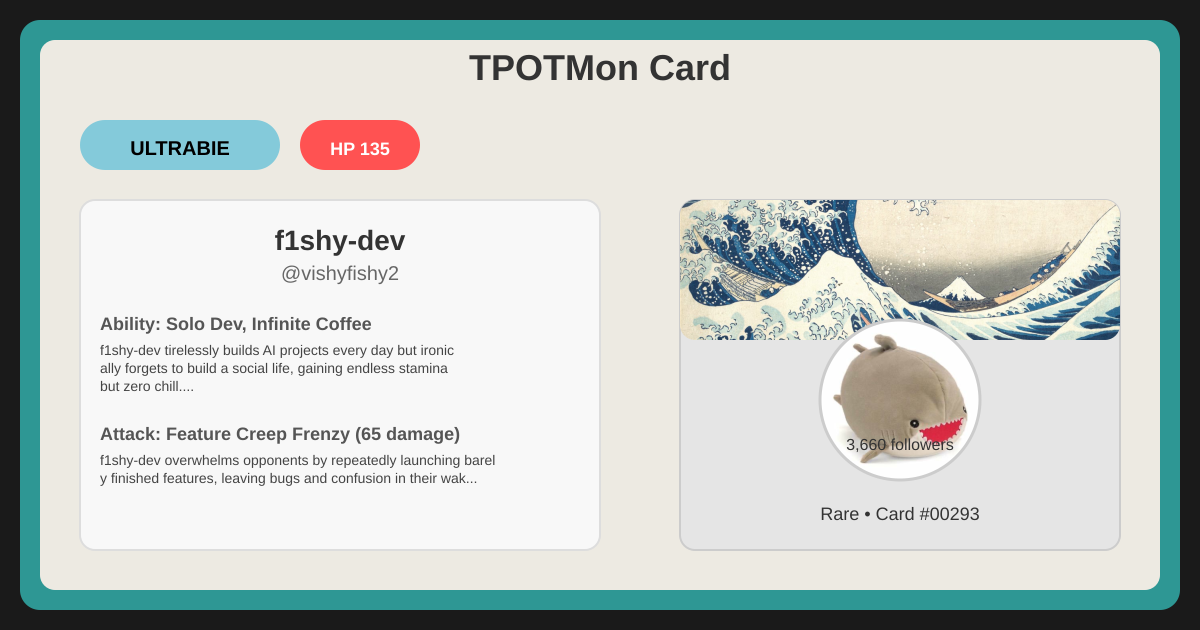 TPOTMon Card
ULTRABIE
HP 135
f1shy-dev
@vishyfishy2
Ability: Solo Dev, Infinite Coffee
f1shy-dev tirelessly builds AI projects every day but ironic
ally forgets to build a social life, gaining endless stamina
but zero chill....
Attack: Feature Creep Frenzy (65 damage)
f1shy-dev overwhelms opponents by repeatedly launching barel
y finished features, leaving bugs and confusion in their wak...
3,660 followers
Rare • Card #00293